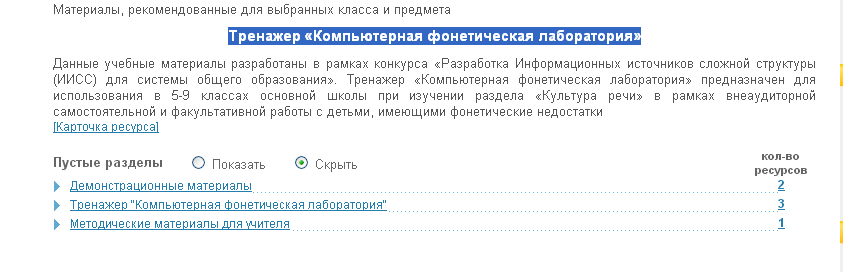 Материалы, рекомендованные для выбранных класса и предмета
Тренажер «Компьютерная фонетическая лаборатория»
Данные учебные материалы разработаны в рамках конкурса «Разработка Информационных источников сложной структуры
(ИИСС) для системы общего образования». Тренажер «Компьютерная фонетическая лаборатория» предназначен для
использования в 5-9 классах основной школы при изучении раздела «Культура речи» в рамках внеаудиторной
самостоятельной и факультативной работы с детьми, имеющими фонетические недостатки
[Карточка ресурса]
Пустые разделы Показать Скрыть кол-во
ресурсов
Демонстрационные материалы 2
Тренажер "Компьютерная фонетическая лаборатория" 3
Методические материалы для учителя 1